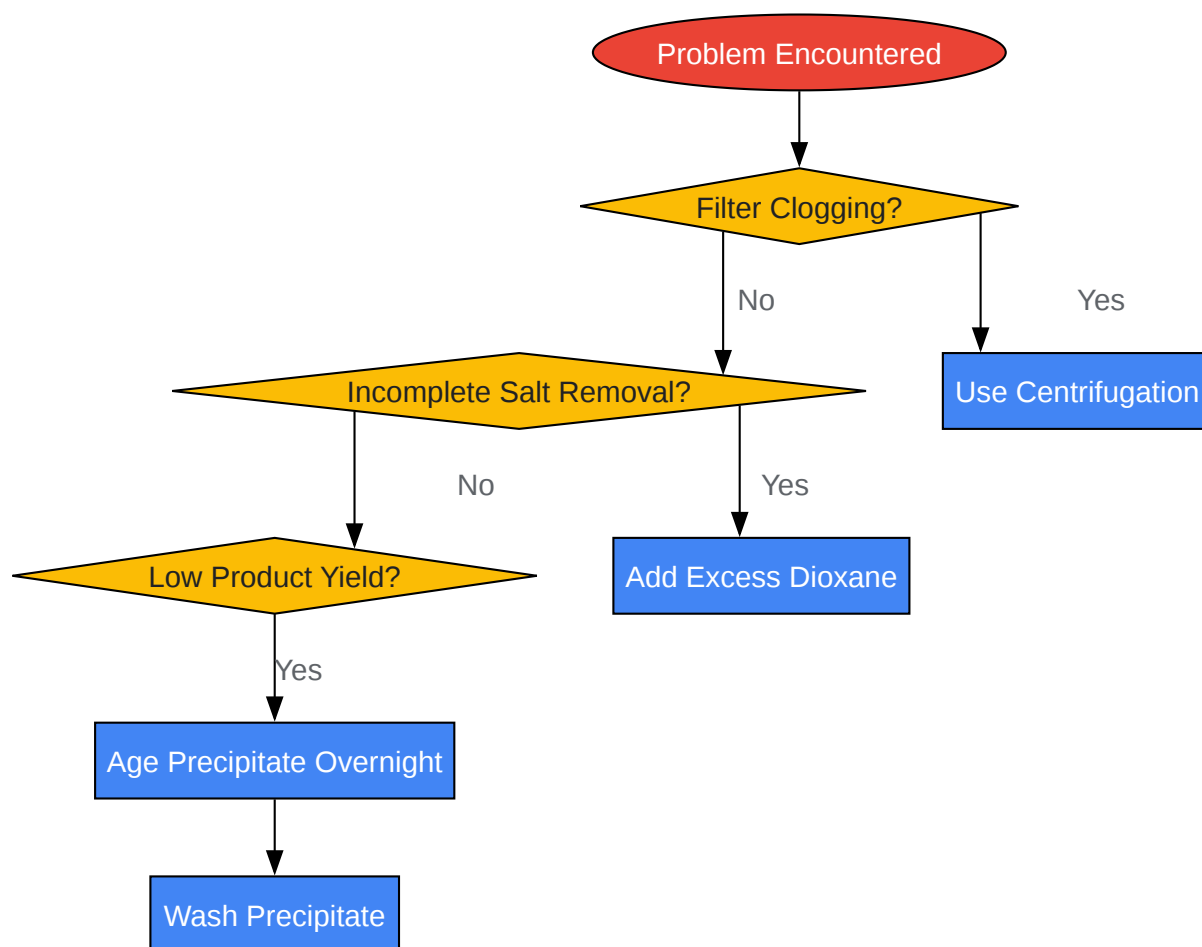 Problem Encountered
Filter Clogging?
No
Yes
Incomplete Salt Removal?
Use Centrifugation
No
Yes
Low Product Yield?
Add Excess Dioxane
Yes
Age Precipitate Overnight
Wash Precipitate